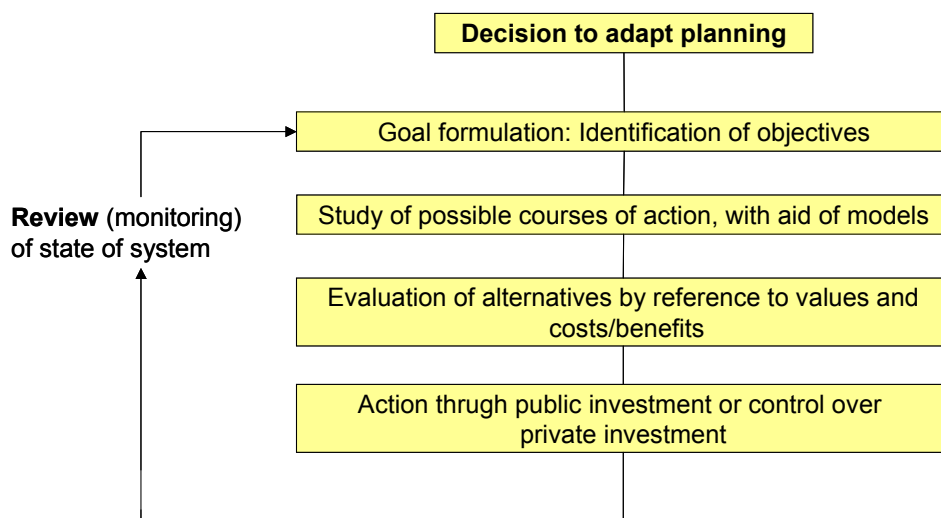 Decision to adapt planning
Goal formulation: Identification of objectives
Review (monitoring)
of state of system
Study of possible courses of action, with aid of models
Evaluation of alternatives by reference to values and
costs/benefits
Action thrugh public investment or control over
private investment